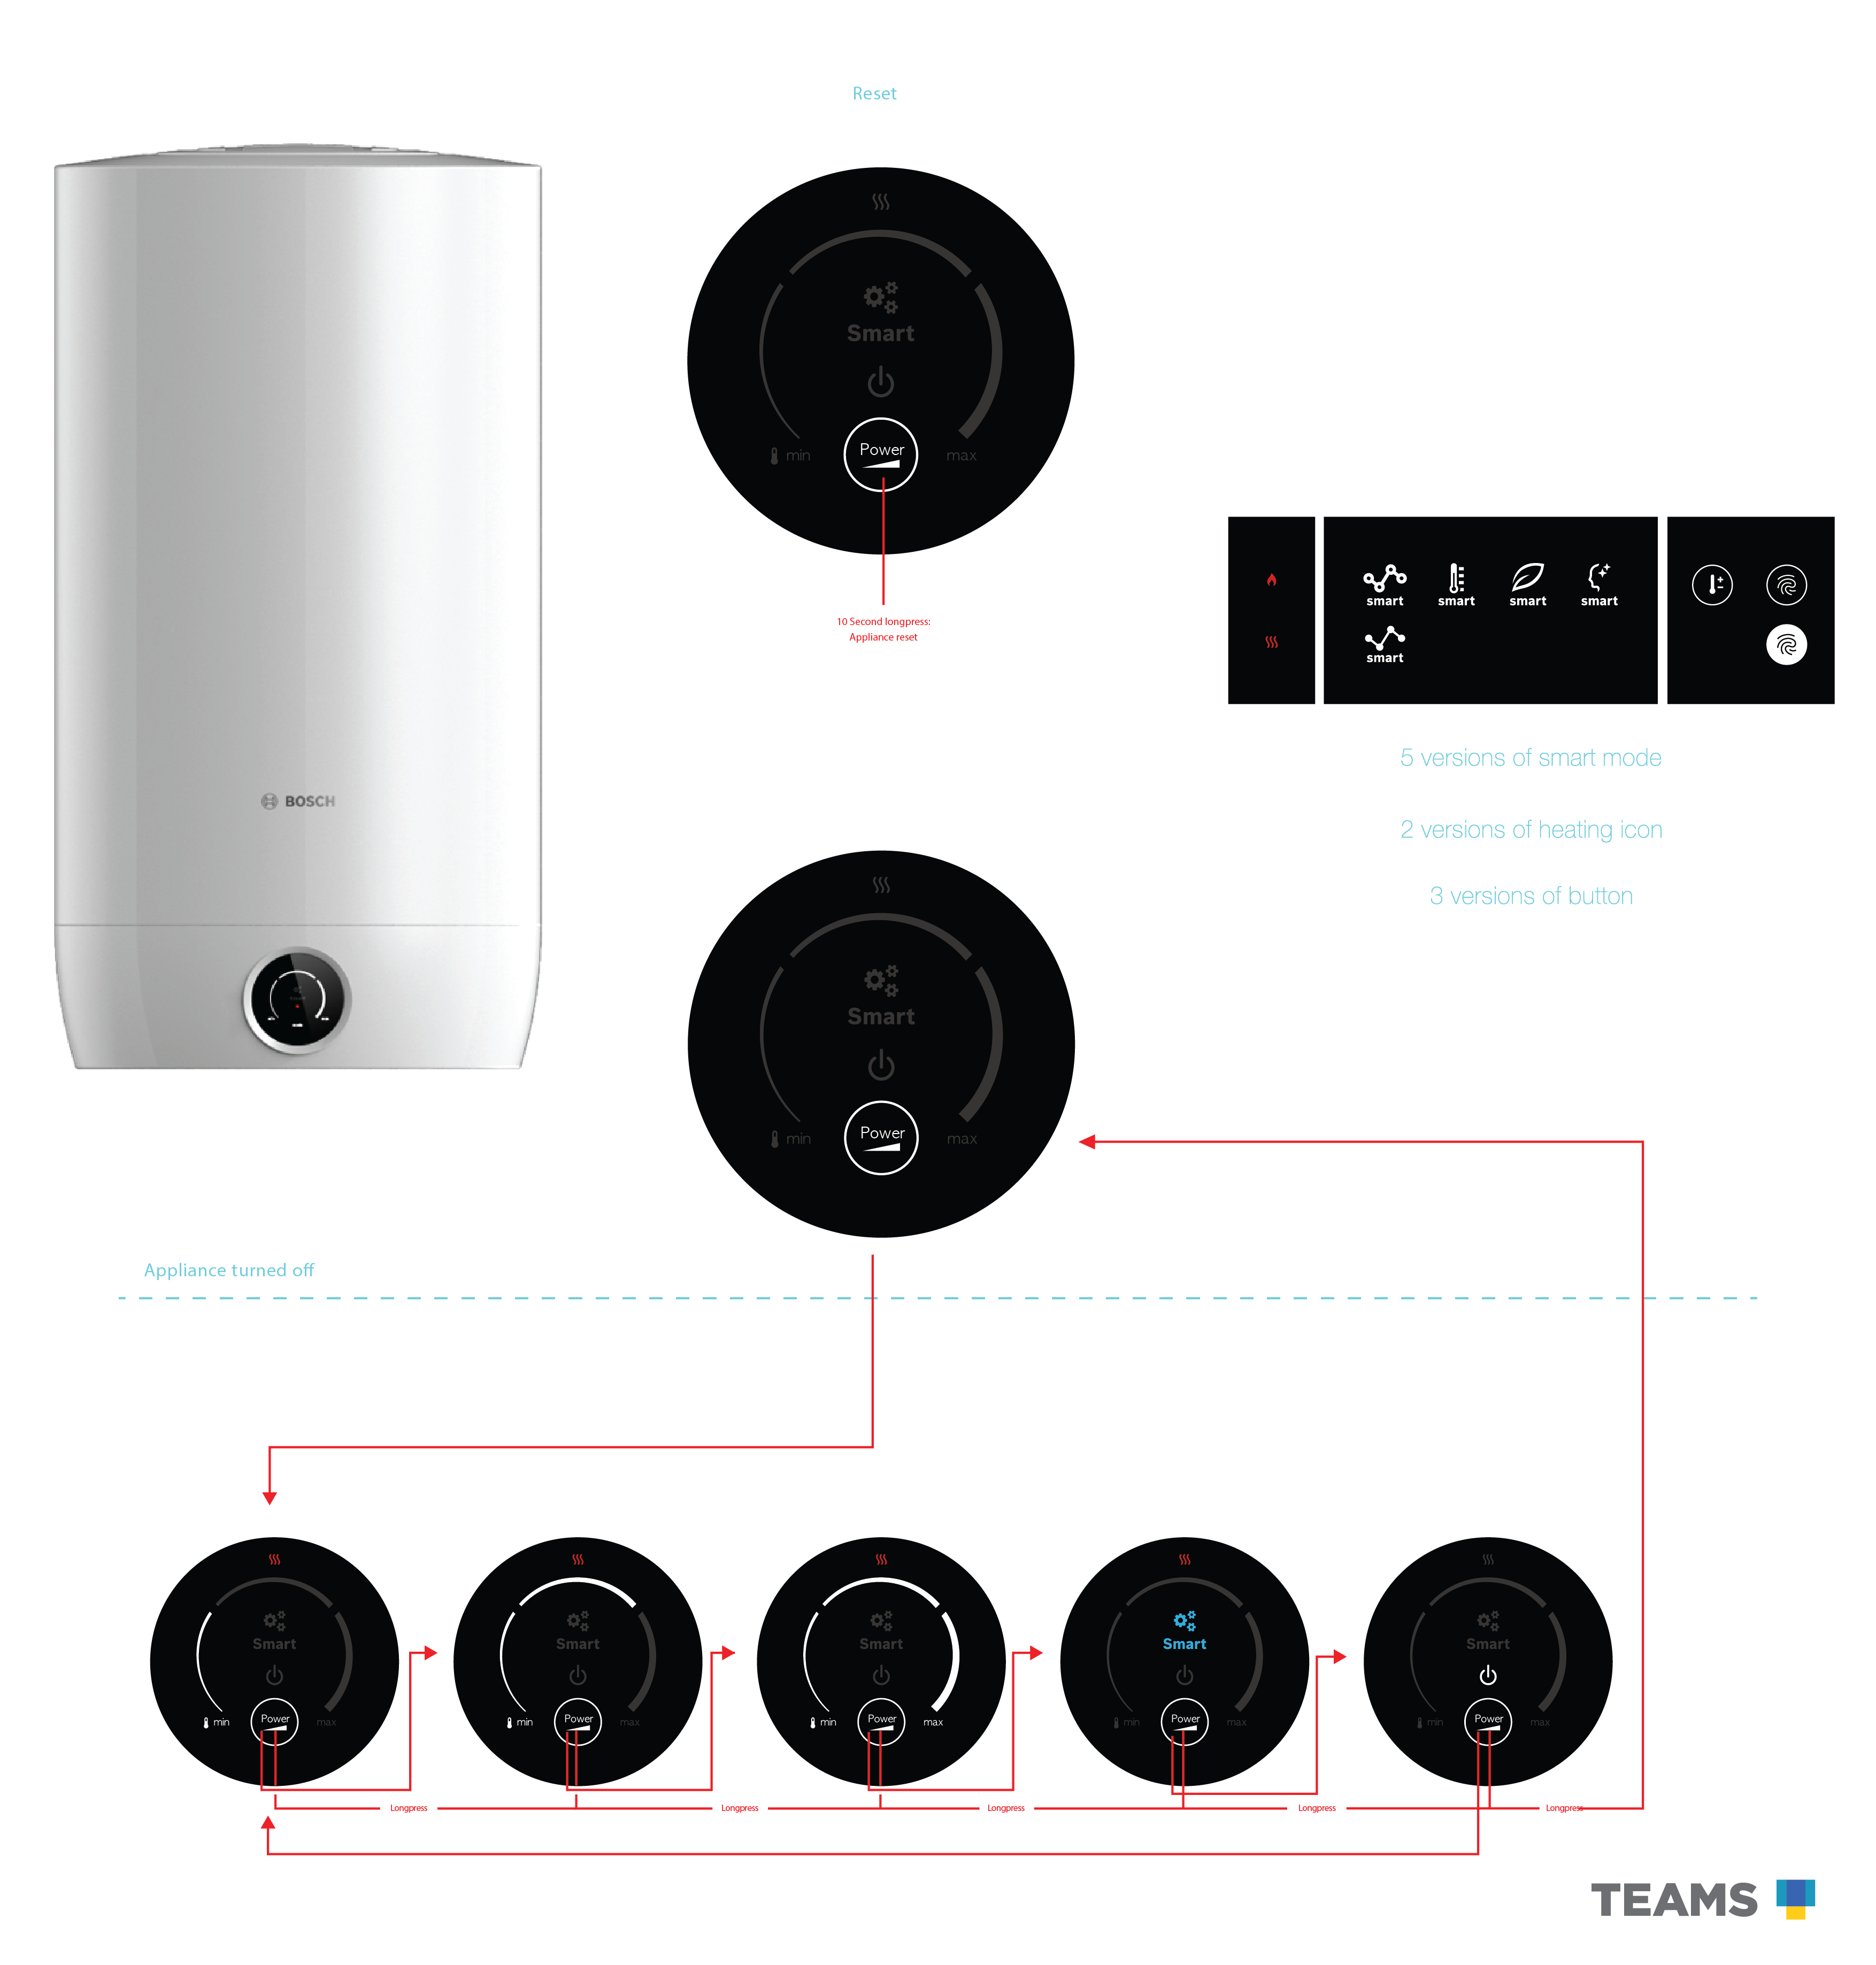 Reset
Smart
Power
min
max
10 Second longpress:
Appliance reset
BOSCH
smart
smart
smart
smart
smart
5 versions of smart mode
2 versions of heating icon
3 versions of button
Smart
Power
min
max
Appliance turned off
Smart
Power
min
max
Smart
Power
min
max
Smart
Power
min
max
Smart
Power
min
max
Smart
Power
min
max
Longpress
Longpress
Longpress
Longpress
Longpress
TEAMS